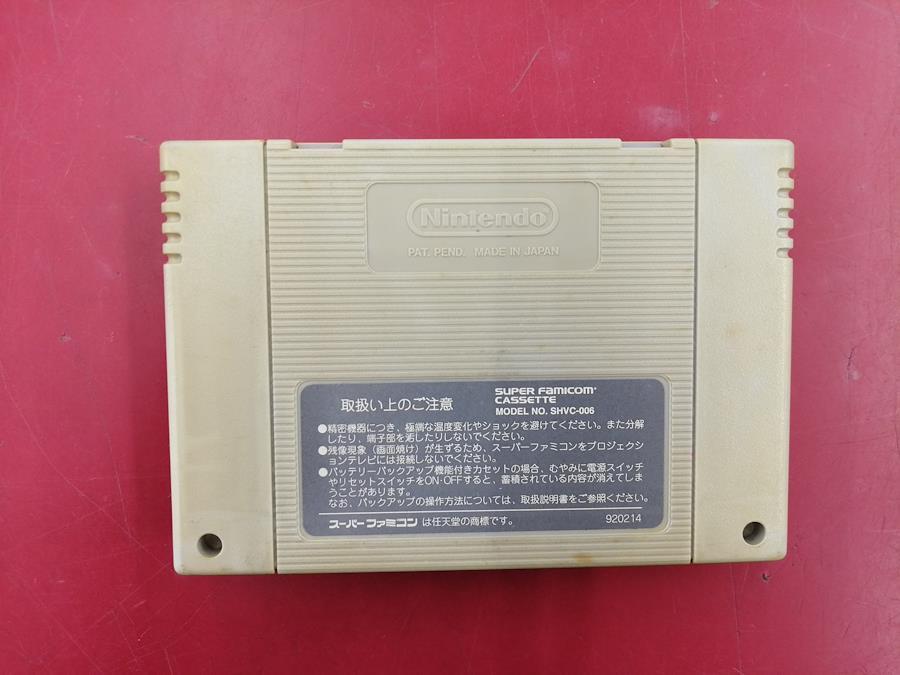 Nintendo
PAT. PEND. MADE IN JAPAN
取扱い上のご注意
SUPER FAMICOM
CASSETTE
MODEL NO. SHVC-006
●精密機器につき、極端な温度変化やショックを避けてください。また分解
したり、端子部を汚したりしないでください。
●残像現象（画面焼け）が生ずるため、スーパーファミコンをプロジェクシ
ョンテレビには接続しないでください。
●バッテリーバックアップ機能付きカセットの場合、むやみに電源スイッチ
やリセットスイッチをON·OFFすると、蓄積されている内容が消えてしま
うことがあります。
なお、バックアップの操作方法については、取扱説明書をご参照ください。
スーパーファミコン は任天堂の商標です。
920214